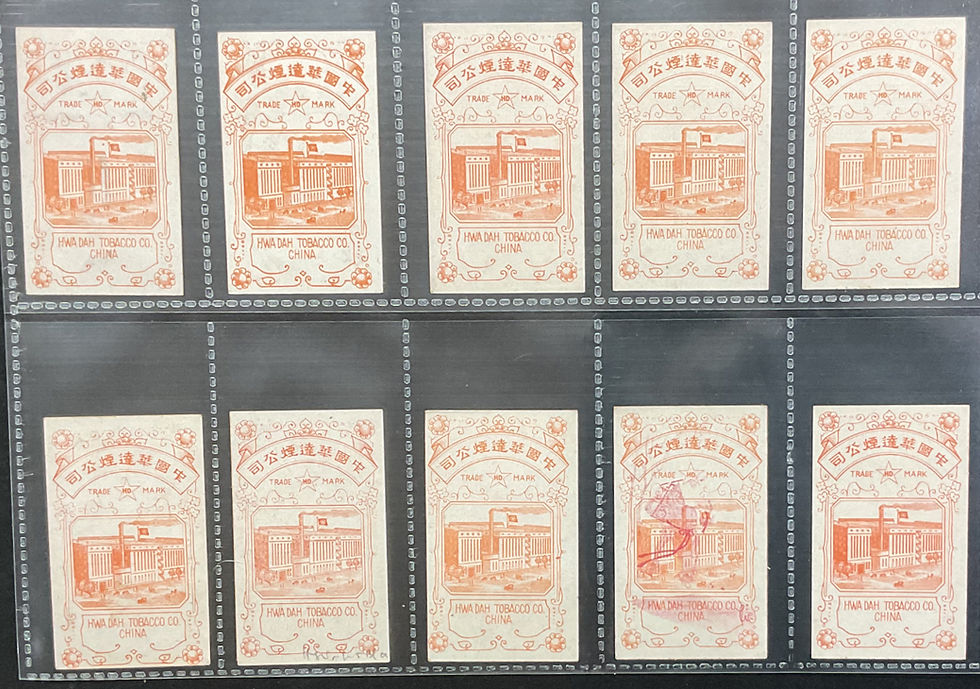 中國華達煙公司
TRADE HD MARK
HWA DAH TOBACCO CO.
CHINA
中國華達煙公司
TRADE HD MARK
HWA DAH TOBACCO CO.
CHINA
中國華達煙公司
TRADE HD MARK
HWA DAH TOBACCO CO.
CHINA
中國華達煙公司
TRADE HD MARK
HWA DAH TOBACCO CO.
CHINA
中國華達煙公司
TRADE HD MARK
HWA DAH TOBACCO CO.
CHINA
中國華達煙公司
TRADE HD MARK
HWA DAH TOBACCO CO.
CHINA
中國華達煙公司
TRADE HD MARK
HWA DAH TOBACCO CO.
CHINA
中國華達煙公司
TRADE HD MARK
HWA DAH TOBACCO CO.
CHINA
中國華達煙公司
TRADE HD MARK
HWA DAH TOBACCO CO.
CHINA
中國華達煙公司
TRADE HD MARK
HWA DAH TOBACCO CO.
CHINA